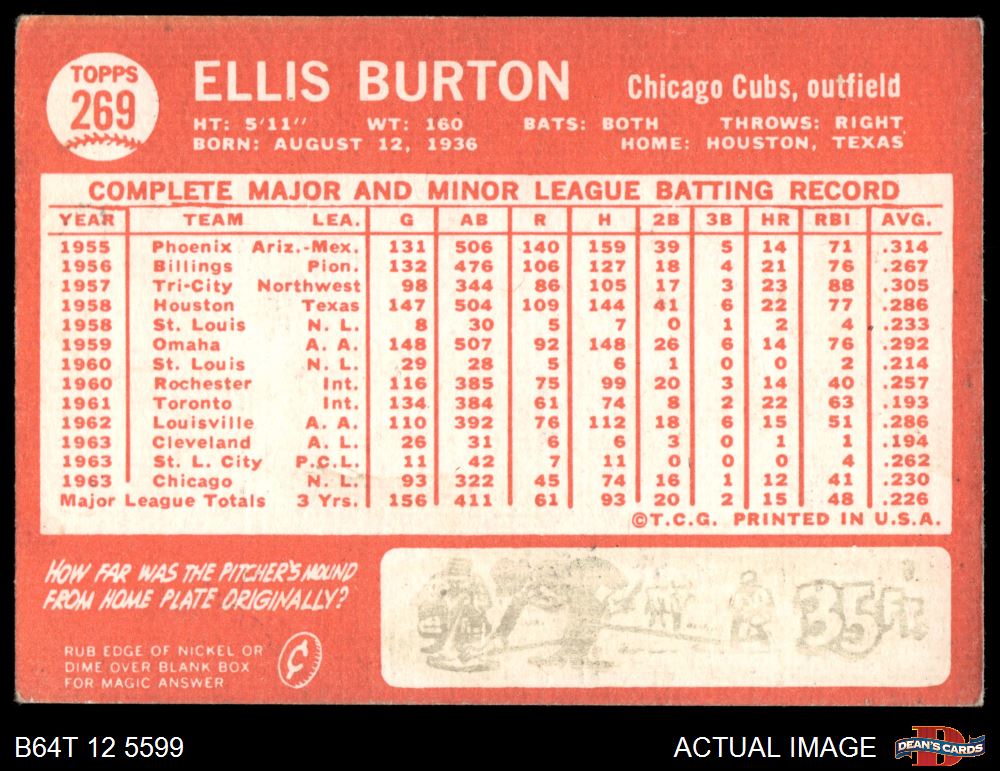 TOPPS
269
ELLIS BURTON
Chicago Cubs, outfield
HT: 5'11" WT: 160 BATS: BOTH THROWS: RIGHT
BORN: AUGUST 12, 1936 HOME: HOUSTON, TEXAS
COMPLETE MAJOR AND MINOR LEAGUE BATTING RECORD
YEAR TEAM LEA. G AB R H 2B 3B HR RBI AVG.
1955 Phoenix Ariz.-Mex. 131 506 140 159 39 5 14 71 .314
1956 Billings Pion. 132 476 106 127 18 4 21 76 .267
1957 Tri-City Northwest 98 344 86 105 17 3 23 88 .305
1958 Houston Texas 147 504 109 144 41 6 22 77 .286
1958 St. Louis N. L. 8 30 5 7 0 1 2 4 .233
1959 Omaha A. A. 148 507 92 148 26 6 14 76 .292
1960 St. Louis N. L. 29 28 5 6 1 0 0 2 .214
1960 Rochester Int. 116 385 75 99 20 3 14 40 .257
1961 Toronto Int. 134 384 61 74 8 2 22 63 .193
1962 Louisville A. A. 110 392 76 112 18 6 15 51 .286
1963 Cleveland A. L. 26 31 6 6 3 0 1 1 .194
1963 St. L. City P.C.L. 11 42 7 11 0 0 0 4 .262
1963 Chicago N. L. 93 322 45 74 16 1 12 41 .230
Major League Totals 3 Yrs. 156 411 61 93 20 2 15 48 .226
©T.C.G. PRINTED IN U.S.A.
HOW FAR WAS THE PITCHER'S MOUND
FROM HOME PLATE ORIGINALLY?
RUB EDGE OF NICKEL OR
DIME OVER BLANK BOX
FOR MAGIC ANSWER
35 FT.
B64T 12 5599
ACTUAL IMAGE
DEAN'S CARDS